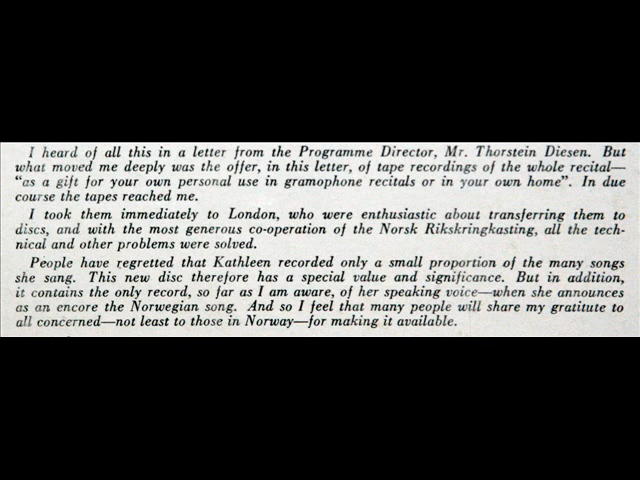 I heard of all this in a letter from the Programme Director, Mr. Thorstein Diesen. But
what moved me deeply was the offer, in this letter, of tape recordings of the whole recital—
“as a gift for your own personal use in gramophone recitals or in your own home”. In due
course the tapes reached me.
I took them immediately to London, who were enthusiastic about transferring them to
discs, and with the most generous co-operation of the Norsk Rikskringkasting, all the tech-
nical and other problems were solved.
People have regretted that Kathleen recorded only a small proportion of the many songs
she sang. This new disc therefore has a special value and significance. But in addition,
it contains the only record, so far as I am aware, of her speaking voice—when she announces
as an encore the Norwegian song. And so I feel that many people will share my gratitude to
all concerned—not least to those in Norway—for making it available.